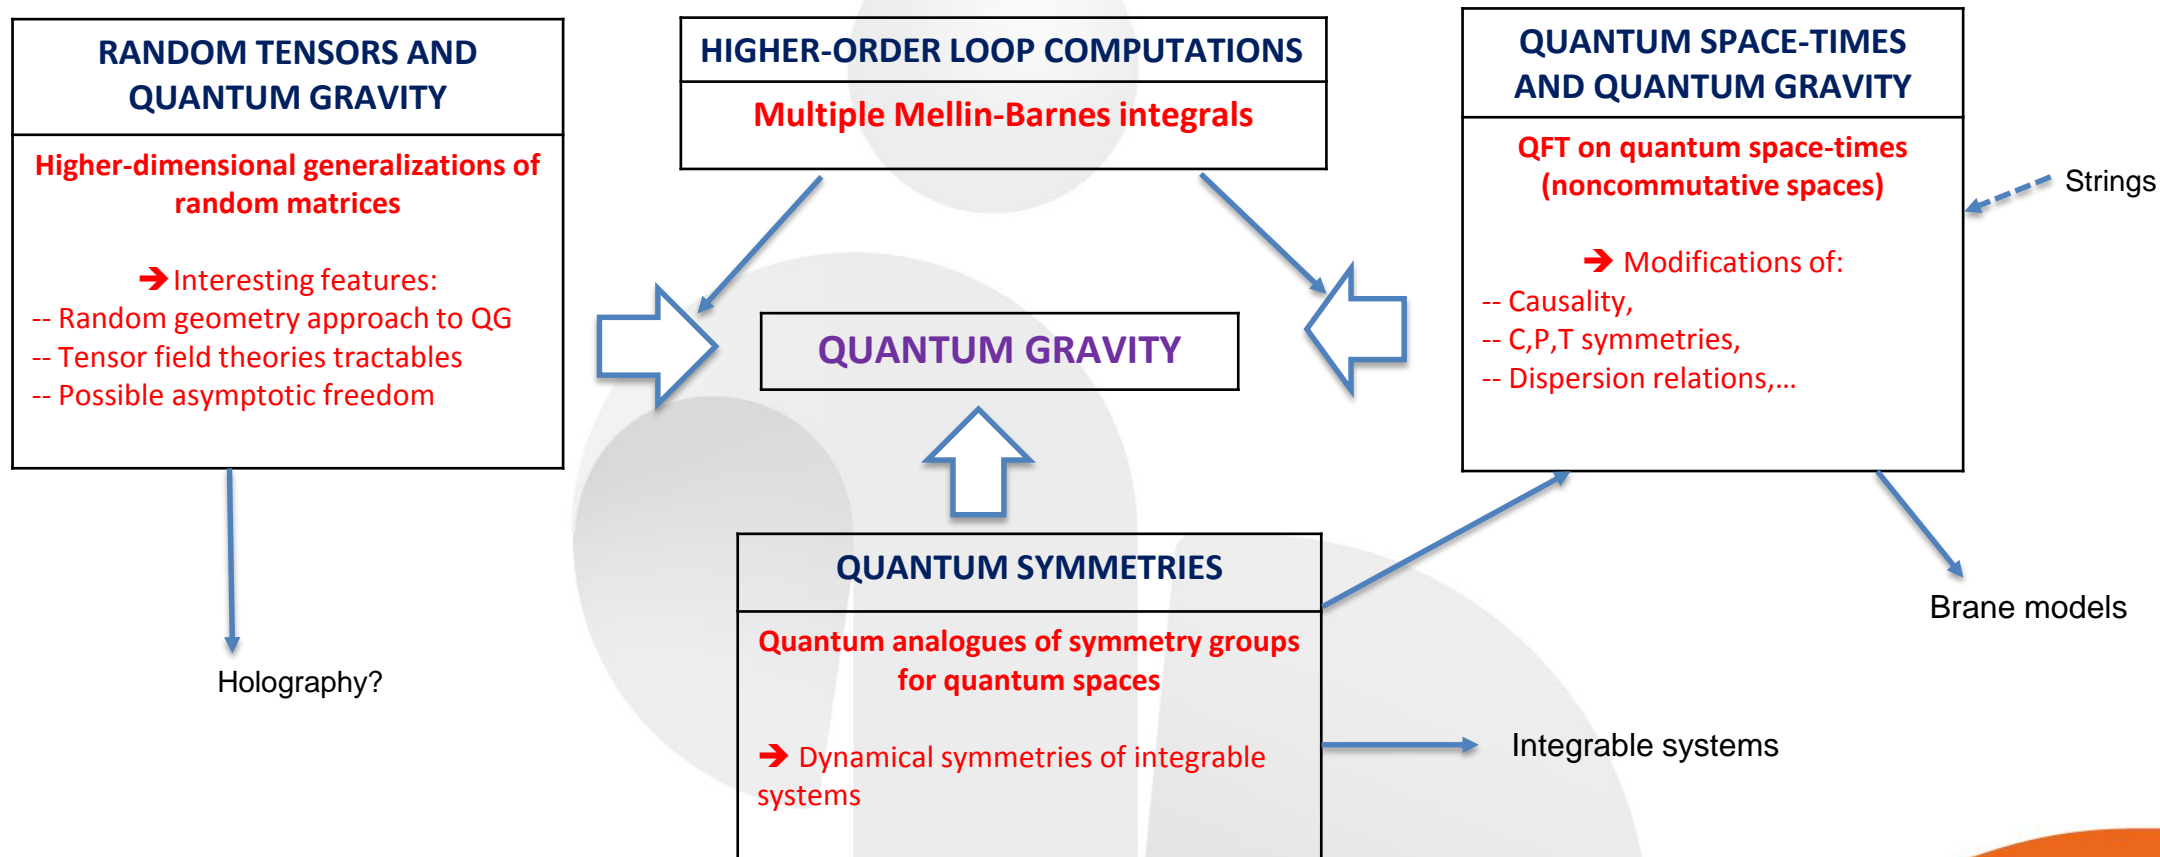 RANDOM TENSORS AND
QUANTUM GRAVITY
Higher-dimensional generalizations of
random matrices
➔ Interesting features:
-- Random geometry approach to QG
-- Tensor field theories tractables
-- Possible asymptotic freedom
Holography?
HIGHER-ORDER LOOP COMPUTATIONS
Multiple Mellin-Barnes integrals
QUANTUM GRAVITY
QUANTUM SYMMETRIES
Quantum analogues of symmetry groups
for quantum spaces
➔ Dynamical symmetries of integrable
systems
Integrable systems
QUANTUM SPACE-TIMES
AND QUANTUM GRAVITY
QFT on quantum space-times
(noncommutative spaces)
➔ Modifications of:
-- Causality,
-- C,P,T symmetries,
-- Dispersion relations,...
Strings
Brane models